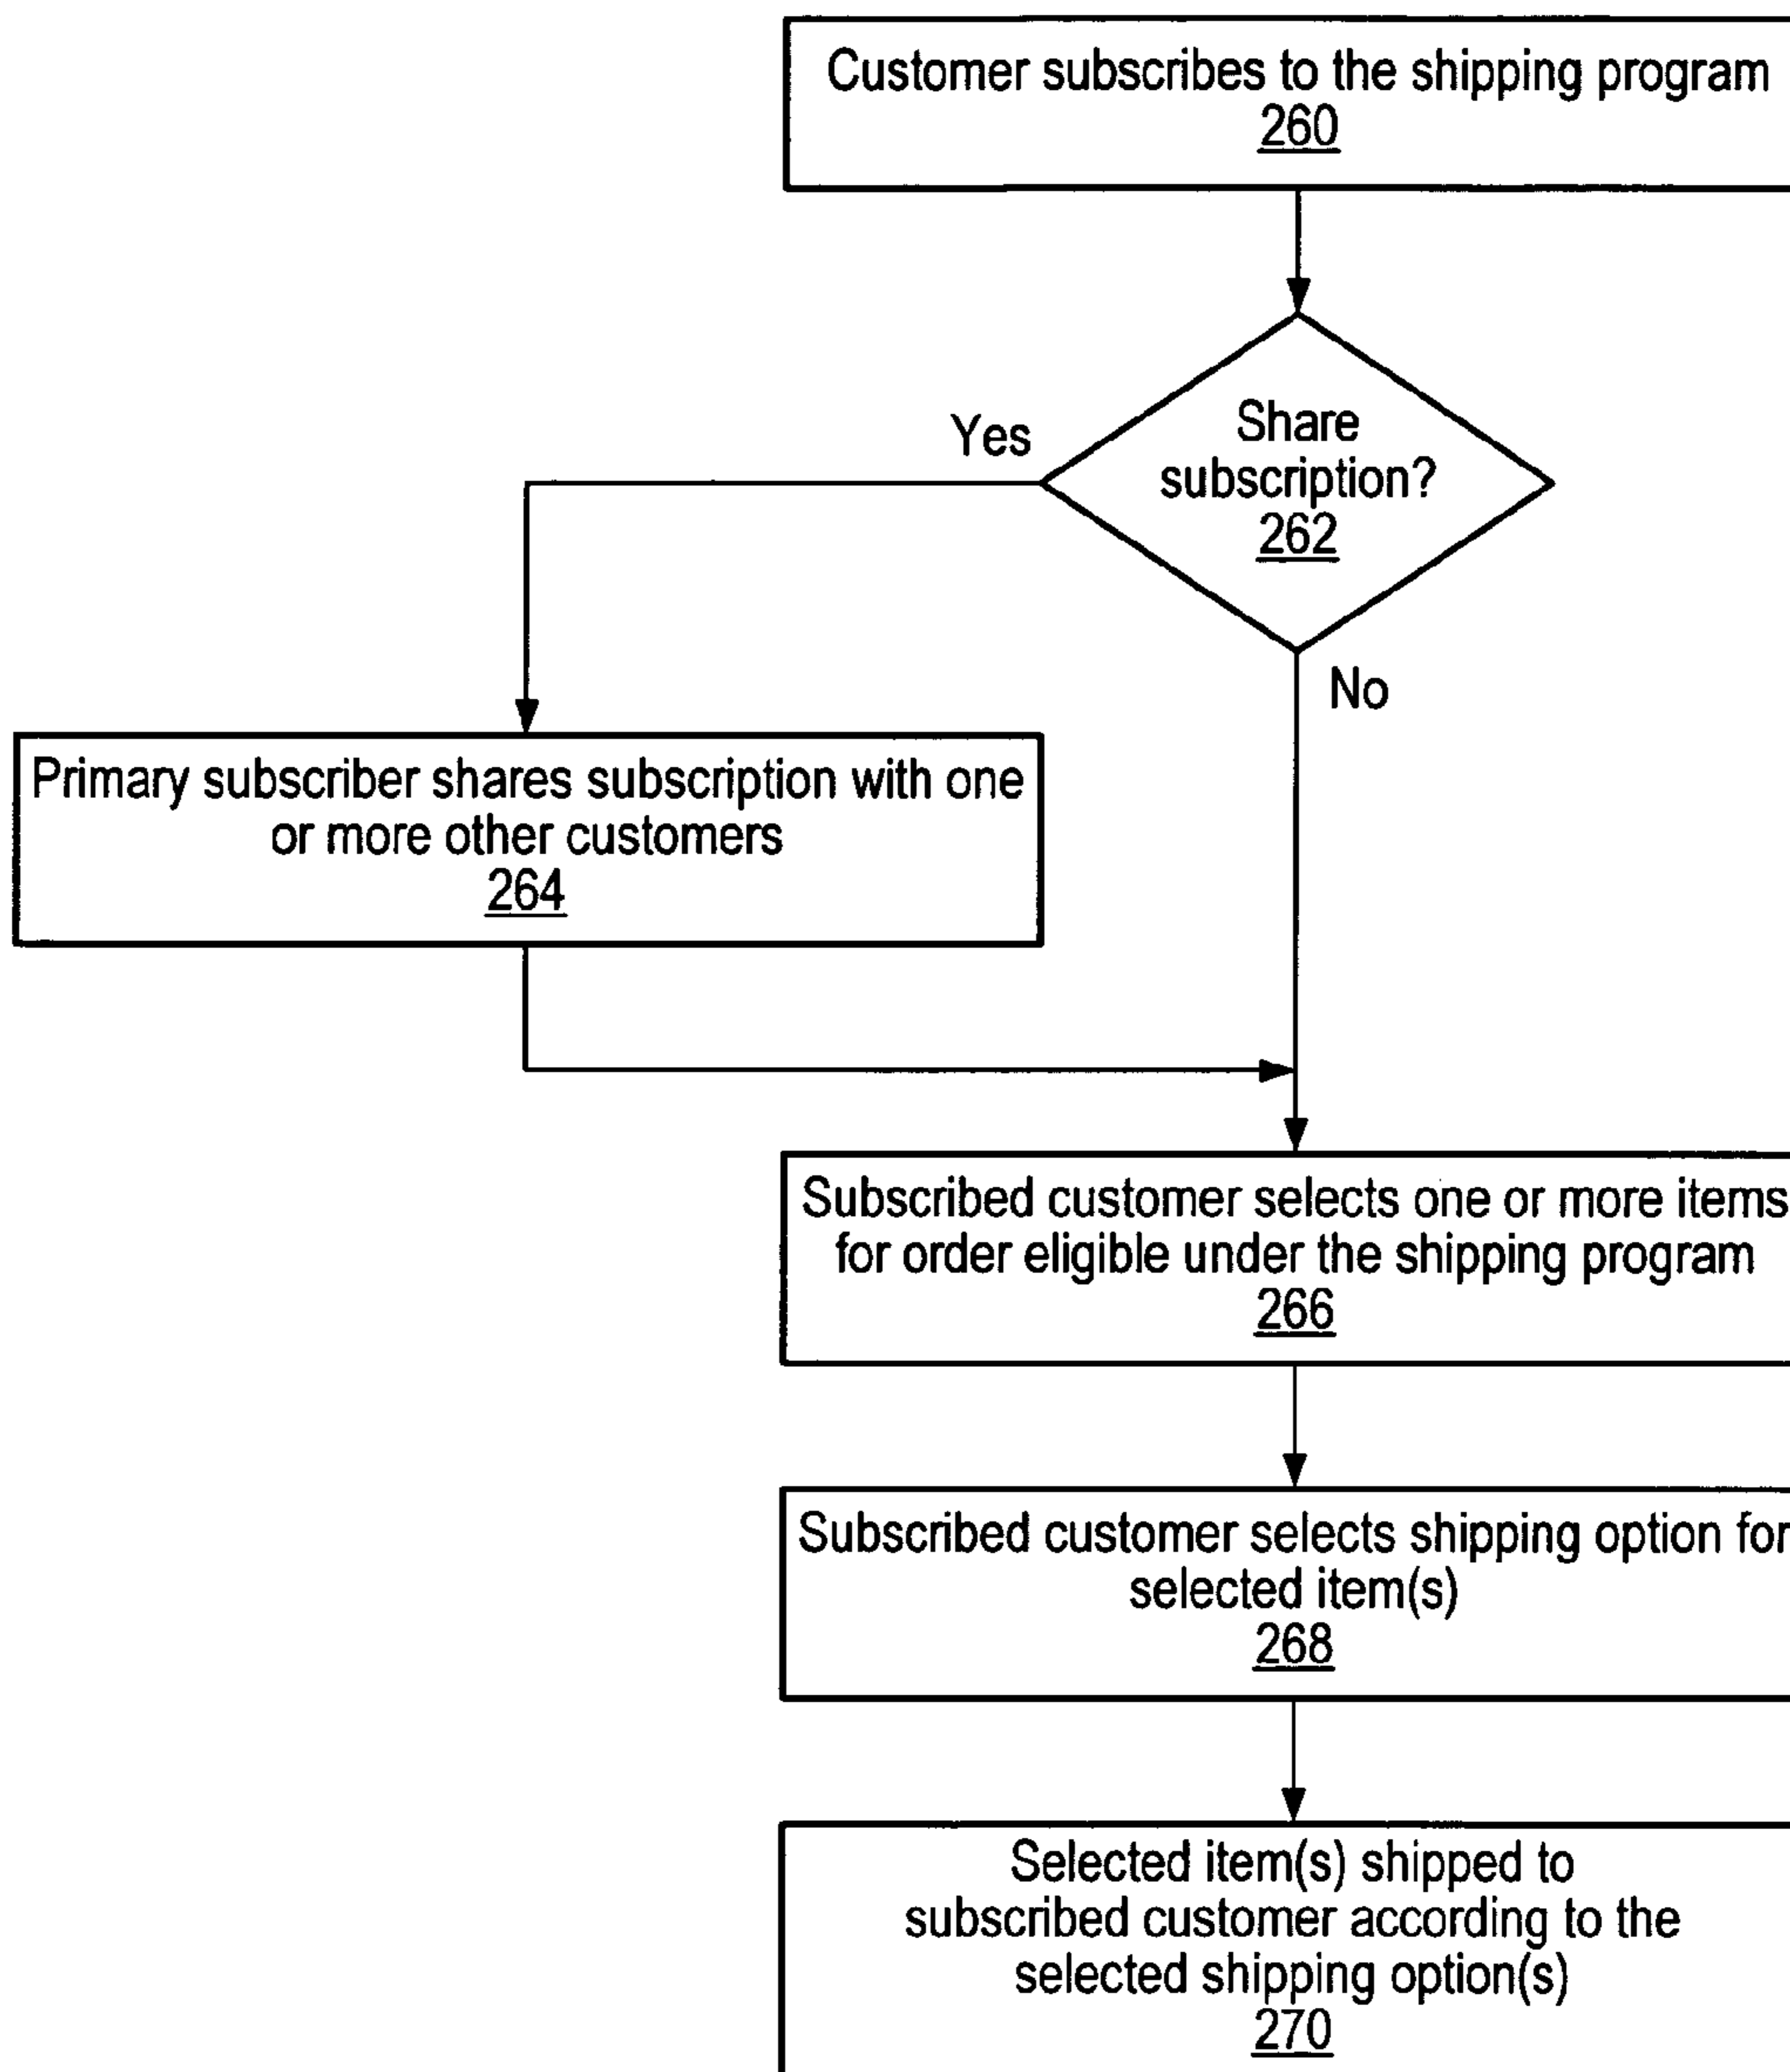 Customer subscribes to the shipping program
260
Share
subscription?
262
Yes
No
Primary subscriber shares subscription with one
or more other customers
264
Subscribed customer selects one or more items
for order eligible under the shipping program
266
Subscribed customer selects shipping option for
selected item(s)
268
Selected item(s) shipped to
subscribed customer according to the
selected shipping option(s)
270